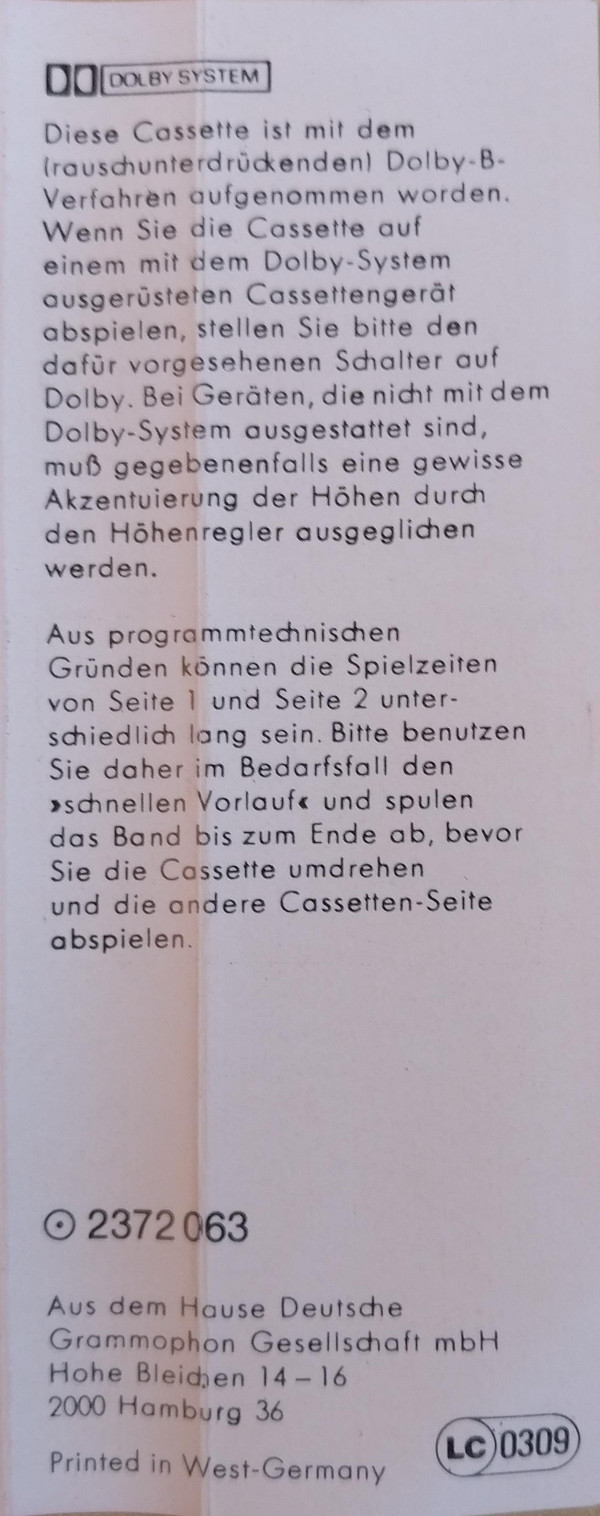 DOLBY SYSTEM
Diese Cassette ist mit dem
(rauschunterdrückenden) Dolby-B-
Verfahren aufgenommen worden.
Wenn Sie die Cassette auf
einem mit dem Dolby-System
ausgerüsteten Cassettengerät
abspielen, stellen Sie bitte den
dafür vorgesehenen Schalter auf
Dolby. Bei Geräten, die nicht mit dem
Dolby-System ausgestattet sind,
muß gegebenenfalls eine gewisse
Akzentuierung der Höhen durch
den Höhenregler ausgeglichen
werden.
Aus programmtechnischen
Gründen können die Spielzeiten
von Seite 1 und Seite 2 unter-
schiedlich lang sein. Bitte benutzen
Sie daher im Bedarfsfall den
»schnellen Vorlauf« und spulen
das Band bis zum Ende ab, bevor
Sie die Cassette umdrehen
und die andere Cassetten-Seite
abspielen.
⊙ 2372 063
Aus dem Hause Deutsche
Grammophon Gesellschaft mbH
Hohe Bleichen 14 – 16
2000 Hamburg 36
Printed in West-Germany
LC 0309